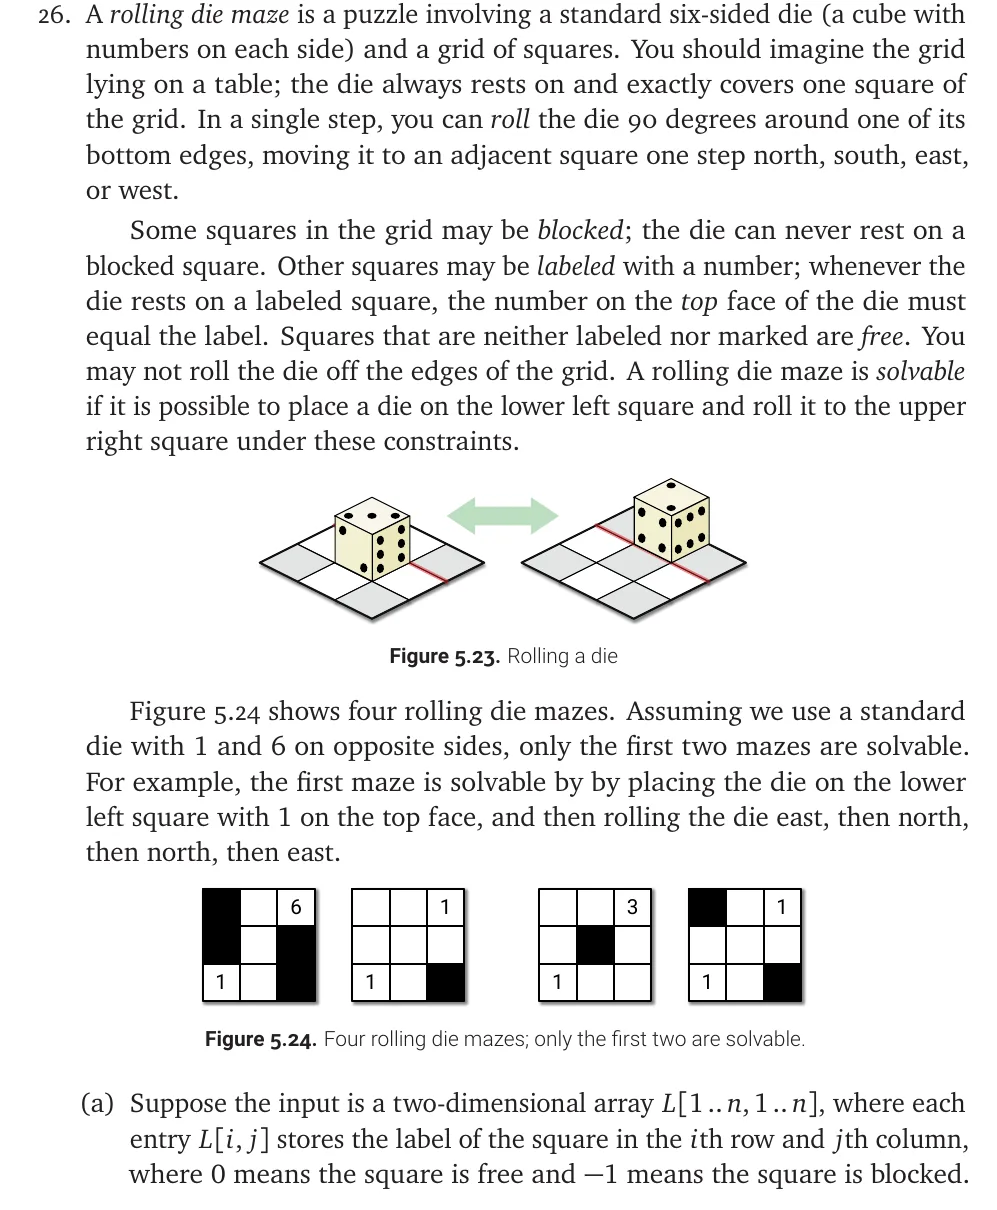 26. A rolling die maze is a puzzle involving a standard six-sided die (a cube with
numbers on each side) and a grid of squares. You should imagine the grid
lying on a table; the die always rests on and exactly covers one square of
the grid. In a single step, you can roll the die 90 degrees around one of its
bottom edges, moving it to an adjacent square one step north, south, east,
or west.
Some squares in the grid may be blocked; the die can never rest on a
blocked square. Other squares may be labeled with a number; whenever the
die rests on a labeled square, the number on the top face of the die must
equal the label. Squares that are neither labeled nor marked are free. You
may not roll the die off the edges of the grid. A rolling die maze is solvable
if it is possible to place a die on the lower left square and roll it to the upper
right square under these constraints.
Figure 5.23. Rolling a die
Figure 5.24 shows four rolling die mazes. Assuming we use a standard
die with 1 and 6 on opposite sides, only the first two mazes are solvable.
For example, the first maze is solvable by by placing the die on the lower
left square with 1 on the top face, and then rolling the die east, then north,
then north, then east.
6 1 3 1
1 1 1 1
Figure 5.24. Four rolling die mazes; only the first two are solvable.
(a) Suppose the input is a two-dimensional array L[1 .. n, 1 .. n], where each
entry L[i, j] stores the label of the square in the ith row and jth column,
where 0 means the square is free and −1 means the square is blocked.